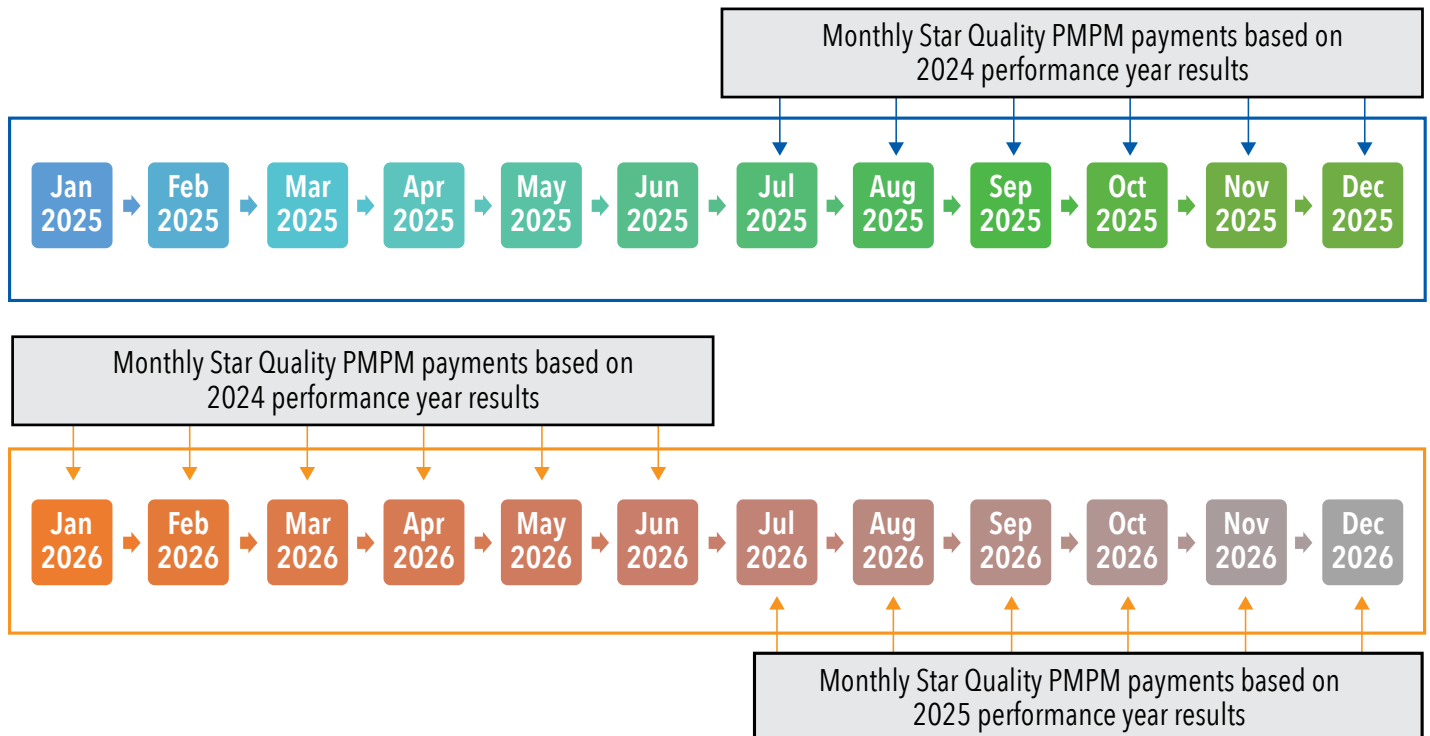 Monthly Star Quality PMPM payments based on
2024 performance year results
Jan
2025
Feb
2025
Mar
2025
Apr
2025
May
2025
Jun
2025
Jul
2025
Aug
2025
Sep
2025
Oct
2025
Nov
2025
Dec
2025
Monthly Star Quality PMPM payments based on
2024 performance year results
Jan
2026
Feb
2026
Mar
2026
Apr
2026
May
2026
Jun
2026
Jul
2026
Aug
2026
Sep
2026
Oct
2026
Nov
2026
Dec
2026
Monthly Star Quality PMPM payments based on
2025 performance year results